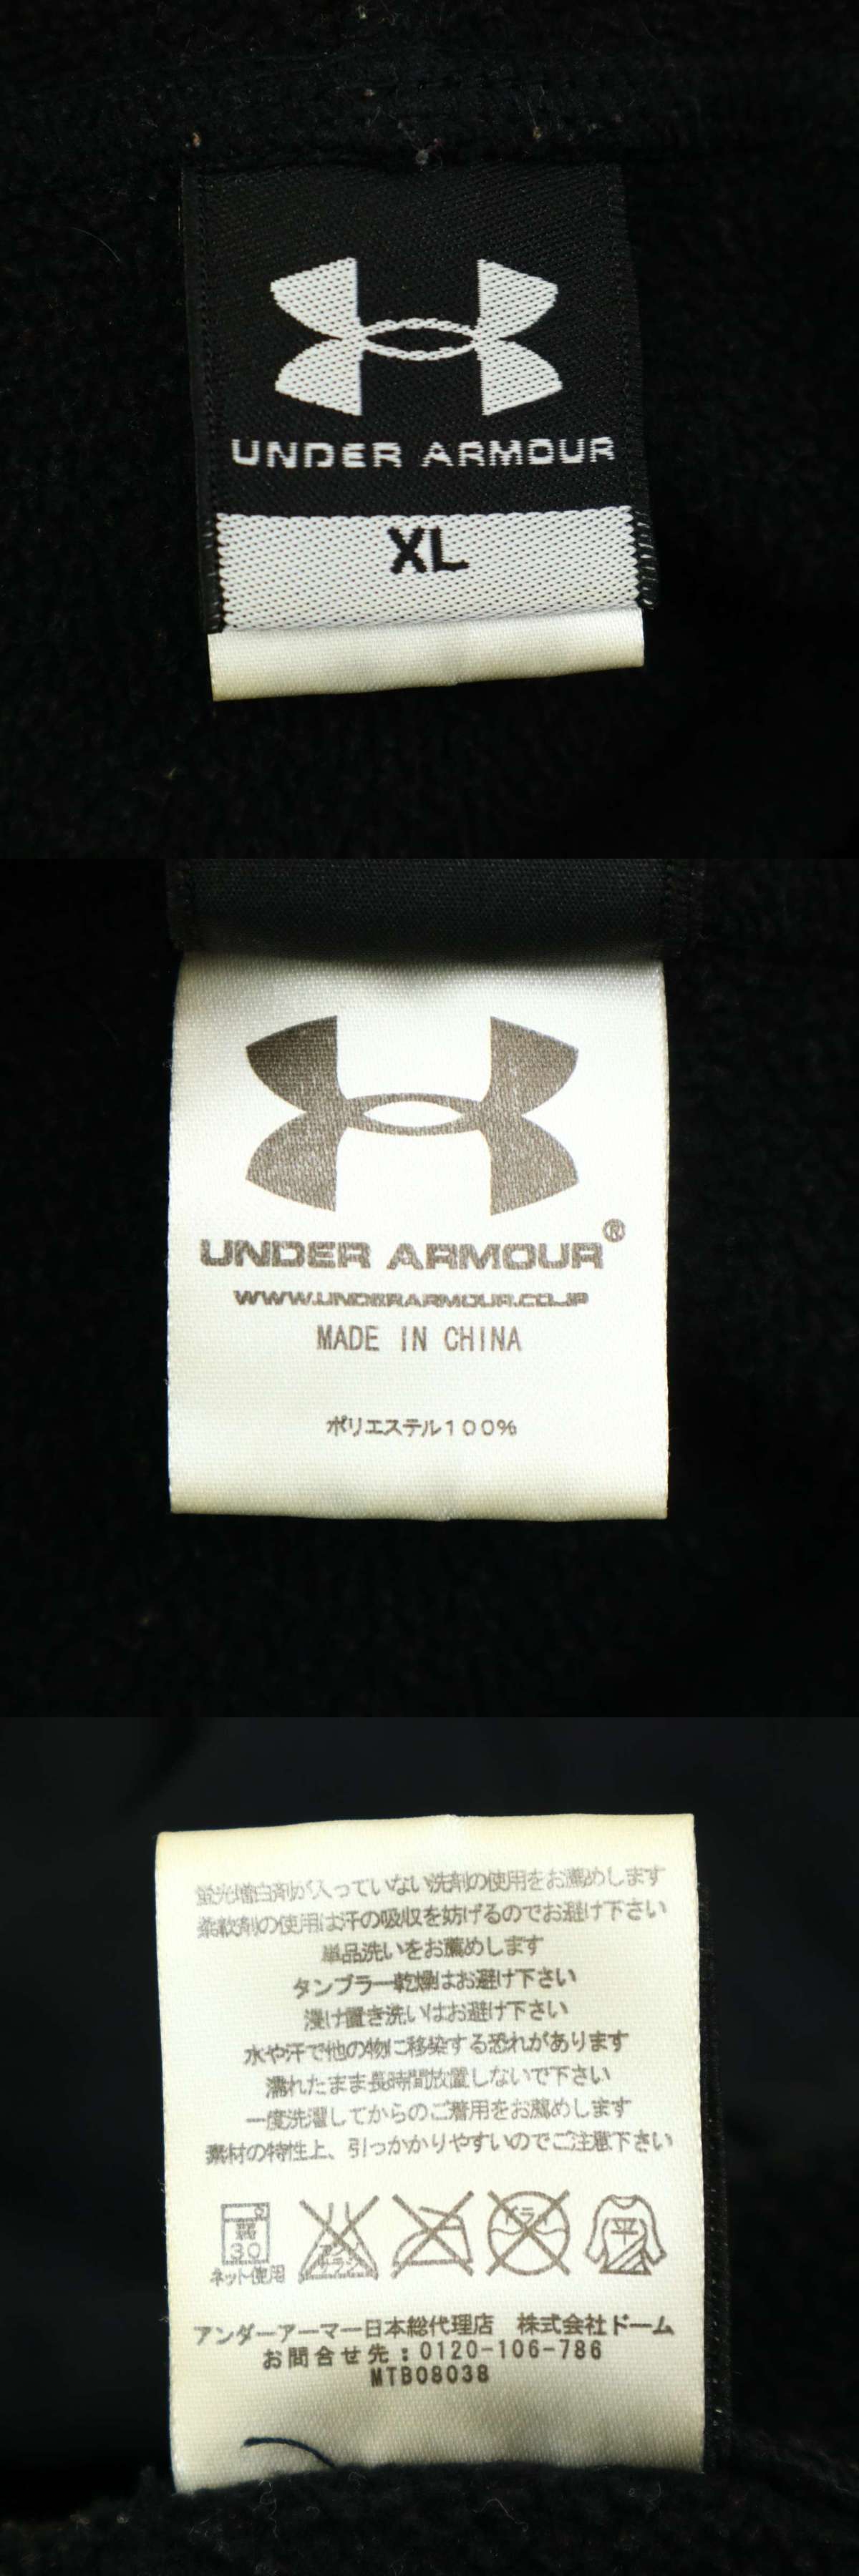 UNDER ARMOUR
XL
UNDER ARMOUR®
WWW.UNDERARMOUR.CO.JP
MADE IN CHINA
ポリエステル100%
蛍光増白剤が入っていない洗剤の使用をお薦めします
柔軟剤の使用は汗の吸収を妨げるのでお避け下さい
単品洗いをお薦めします
タンブラー乾燥はお避け下さい
浸け置き洗いはお避け下さい
水や汗で他の物に移染する恐れがあります
濡れたまま長時間放置しないで下さい
一度洗濯してからのご着用をお薦めします
素材の特性上、引っかかりやすいのでご注意下さい
30 ドライ 平
ネット使用
アンダーアーマー日本総代理店 株式会社ドーム
お問合せ先:0120-106-786
MTB08038